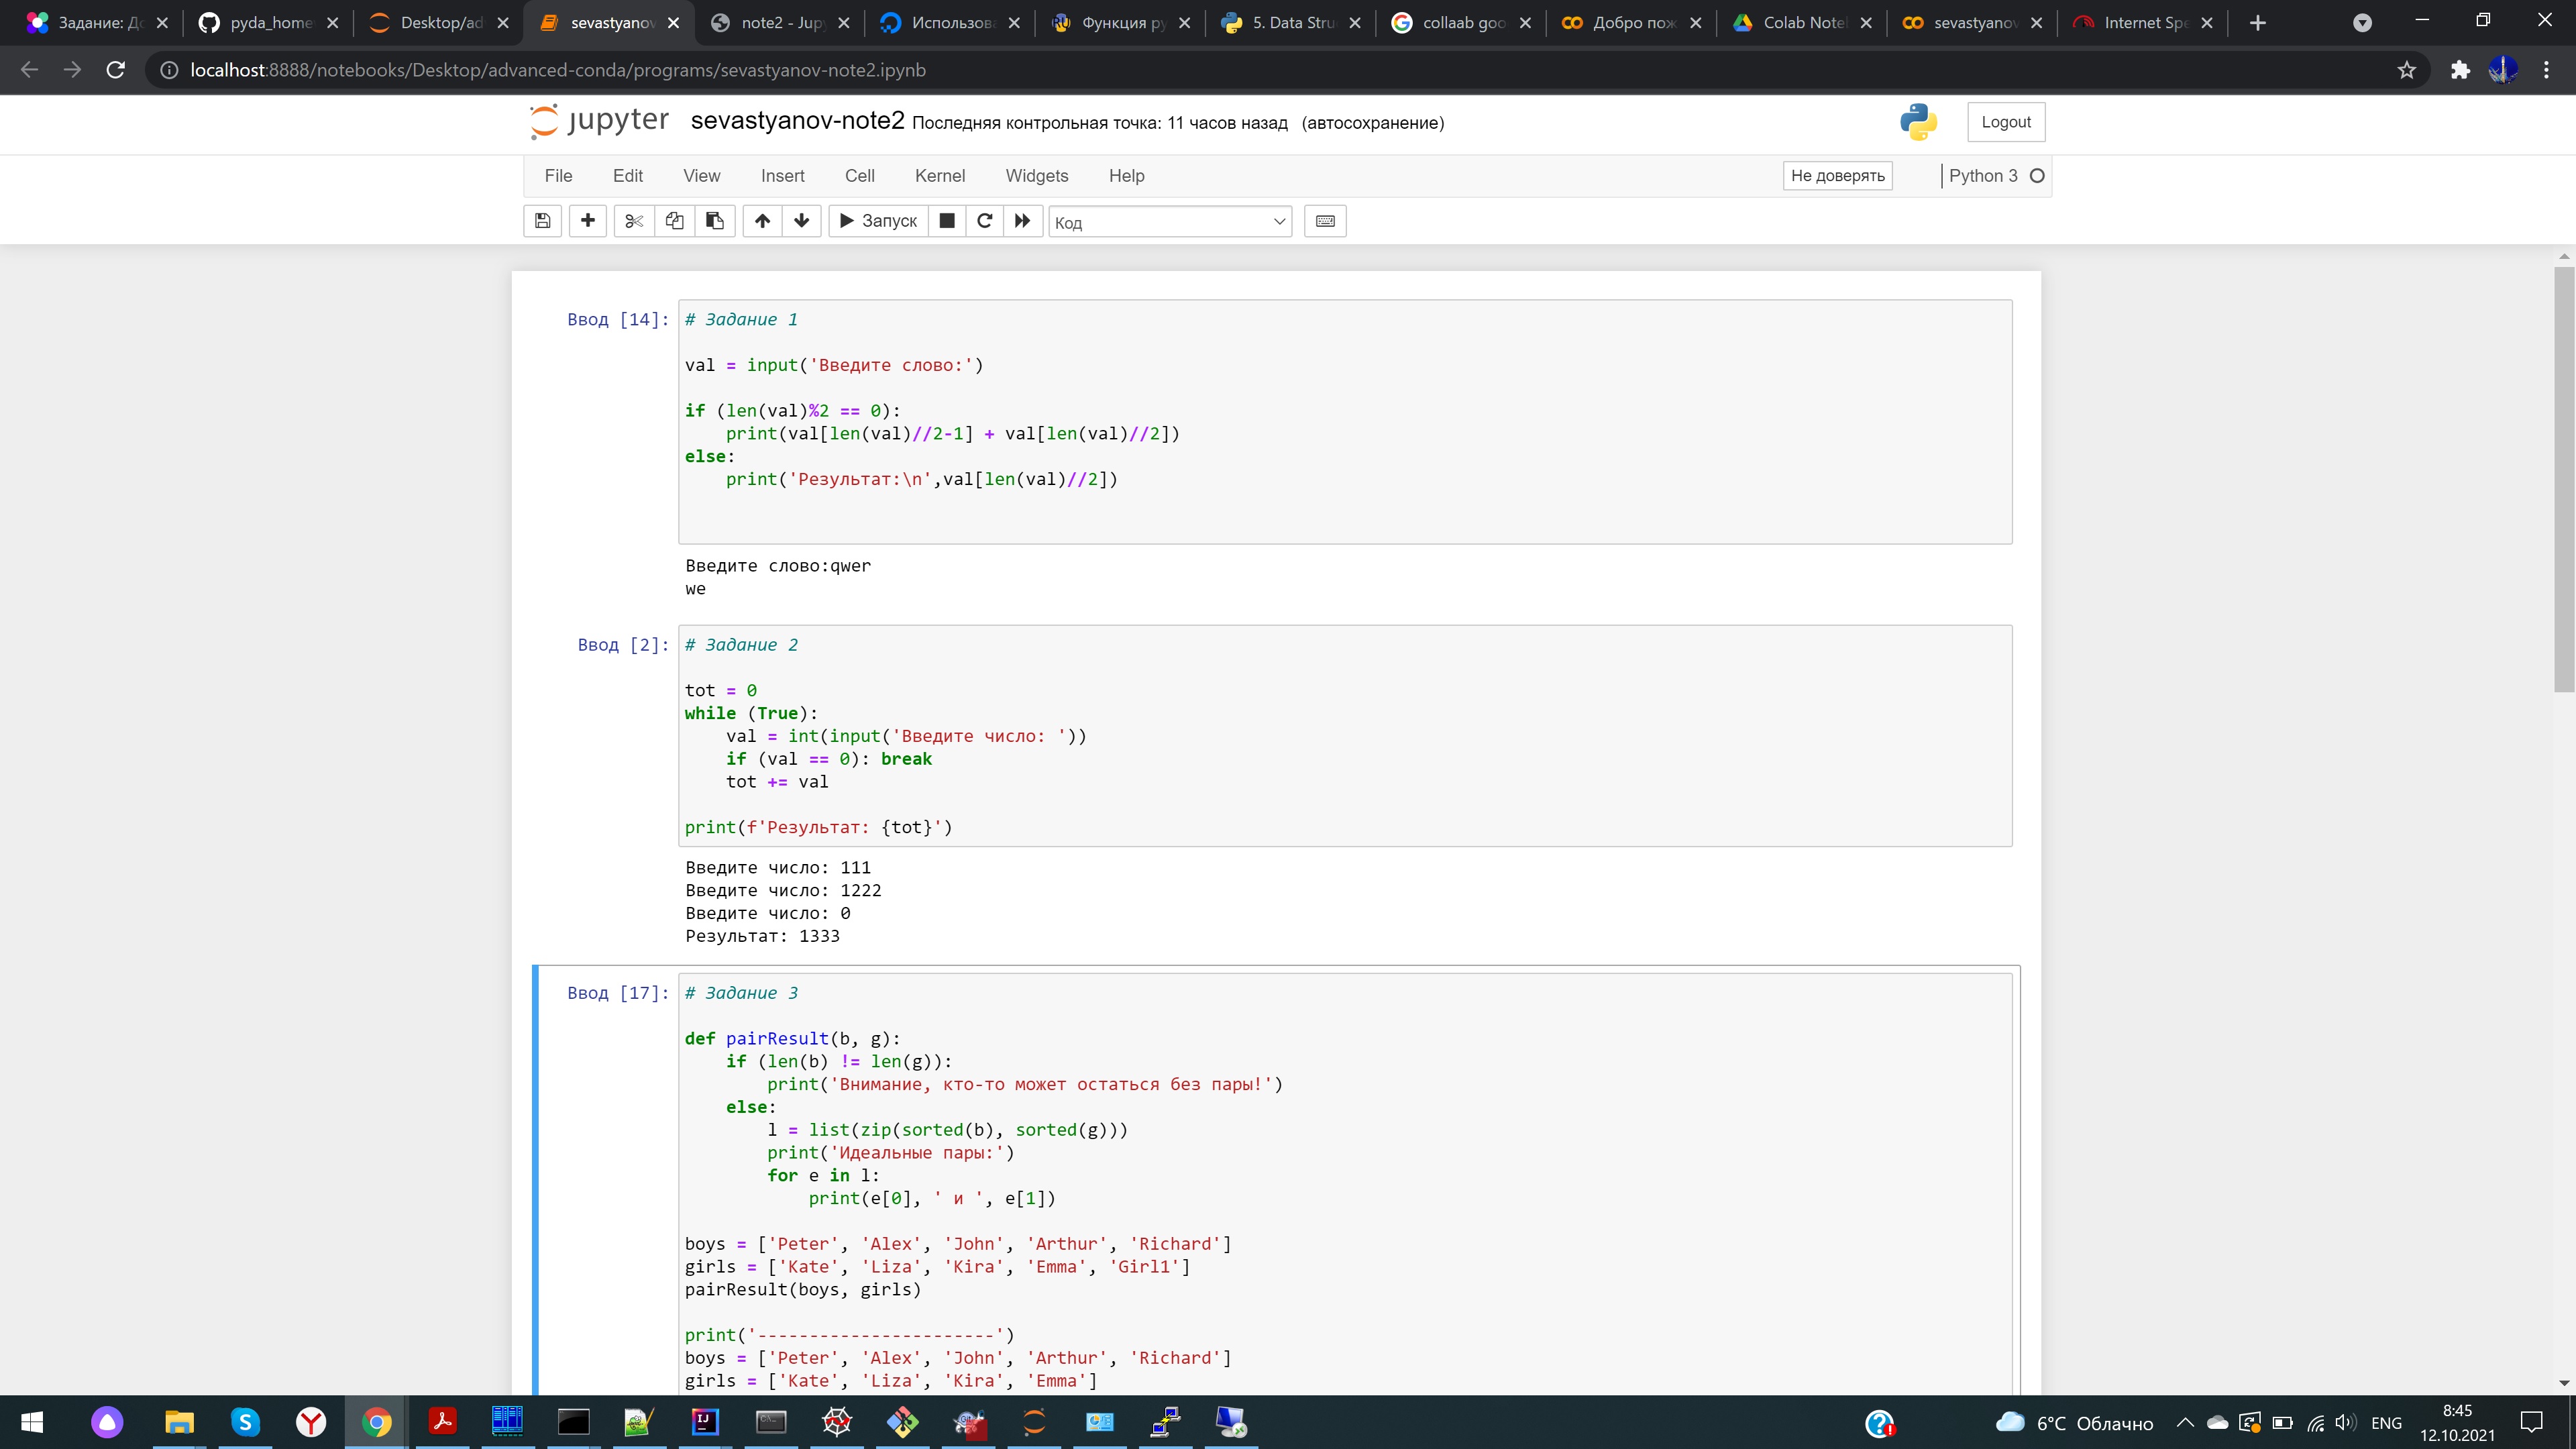 Задание: До
pyda_home
Desktop/ad
sevastyanov
note2 - Jupy
Использова
Функция ру
5. Data Stru
collaab goo
Добро пож
Colab Note
sevastyanov
Internet Spe
localhost:8888/notebooks/Desktop/advanced-conda/programs/sevastyanov-note2.ipynb
jupyter sevastyanov-note2 Последняя контрольная точка: 11 часов назад (автосохранение)
Logout
File Edit View Insert Cell Kernel Widgets Help
Не доверять
Python 3
Запуск
Код
Ввод [14]:
# Задание 1
val = input('Введите слово:')
if (len(val)%2 == 0):
    print(val[len(val)//2-1] + val[len(val)//2])
else:
    print('Результат:\n',val[len(val)//2])
Введите слово:qwer
we
Ввод [2]:
# Задание 2
tot = 0
while (True):
    val = int(input('Введите число: '))
    if (val == 0): break
    tot += val
print(f'Результат: {tot}')
Введите число: 111
Введите число: 1222
Введите число: 0
Результат: 1333
Ввод [17]:
# Задание 3
def pairResult(b, g):
    if (len(b) != len(g)):
        print('Внимание, кто-то может остаться без пары!')
    else:
        l = list(zip(sorted(b), sorted(g)))
        print('Идеальные пары:')
        for e in l:
            print(e[0], ' и ', e[1])
boys = ['Peter', 'Alex', 'John', 'Arthur', 'Richard']
girls = ['Kate', 'Liza', 'Kira', 'Emma', 'Girl1']
pairResult(boys, girls)
print('-----------------------')
boys = ['Peter', 'Alex', 'John', 'Arthur', 'Richard']
girls = ['Kate', 'Liza', 'Kira', 'Emma']
6°C Облачно
ENG
8:45
12.10.2021